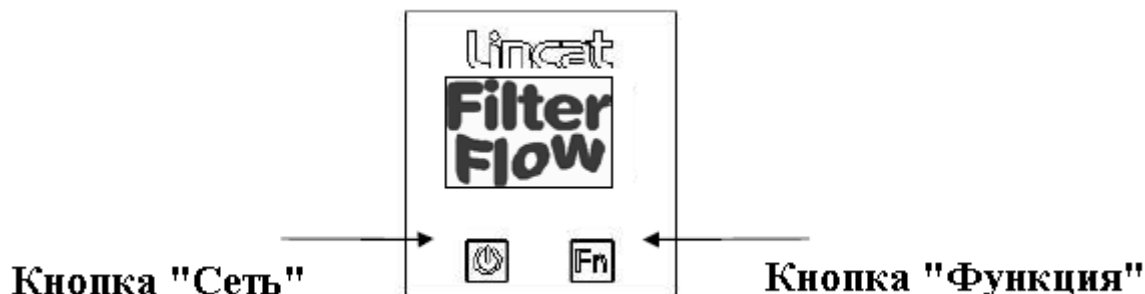 Lincat
Filter
Flow
Fn
Кнопка "Сеть"
Кнопка "Функция"